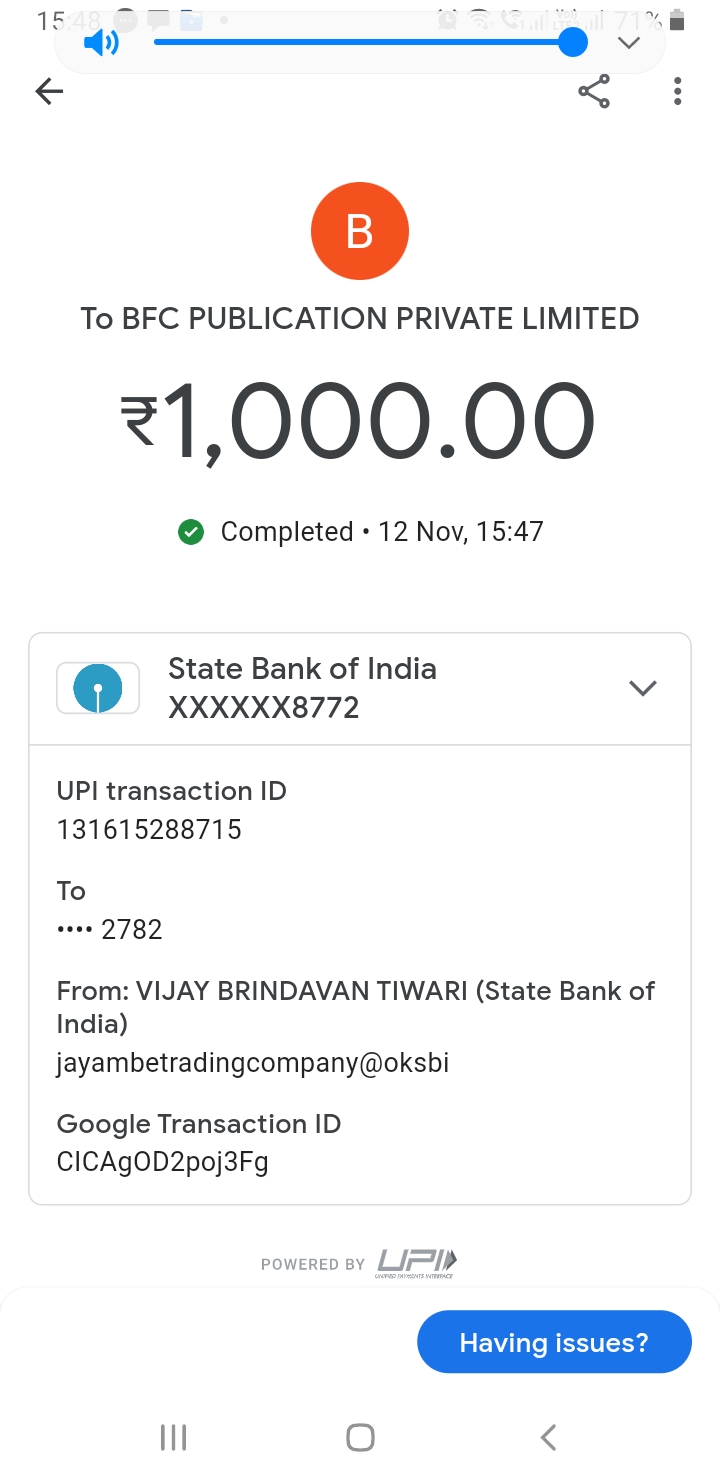 15:48
71%
B
To BFC PUBLICATION PRIVATE LIMITED
₹1,000.00
Completed • 12 Nov, 15:47
State Bank of India
XXXXXX8772
UPI transaction ID
131615288715
To
•••• 2782
From: VIJAY BRINDAVAN TIWARI (State Bank of
India)
jayambetradingcompany@oksbi
Google Transaction ID
CICAgOD2poj3Fg
POWERED BY UPI
UNIFIED PAYMENTS INTERFACE
Having issues?